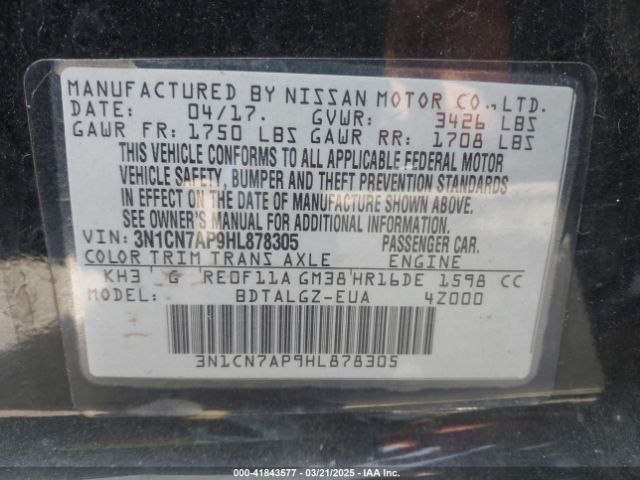 MANUFACTURED BY NISSAN MOTOR CO., LTD.
DATE: 04/17. GVWR: 3426 LBS
GAWR FR: 1750 LBS GAWR RR: 1708 LBS
THIS VEHICLE CONFORMS TO ALL APPLICABLE FEDERAL MOTOR
VEHICLE SAFETY, BUMPER AND THEFT PREVENTION STANDARDS
IN EFFECT ON THE DATE OF MANUFACTURE SHOWN ABOVE.
SEE OWNER'S MANUAL FOR ADDITIONAL INFORMATION.
VIN: 3N1CN7AP9HL878305 PASSENGER CAR.
COLOR TRIM TRANS AXLE ENGINE
KH3 G RE0F11A GM38 HR16DE 1598 CC
MODEL: BDTALGZ-EUA 4Z000
3N1CN7AP9HL878305
000-41843577 — 03/21/2025 — IAA Inc.